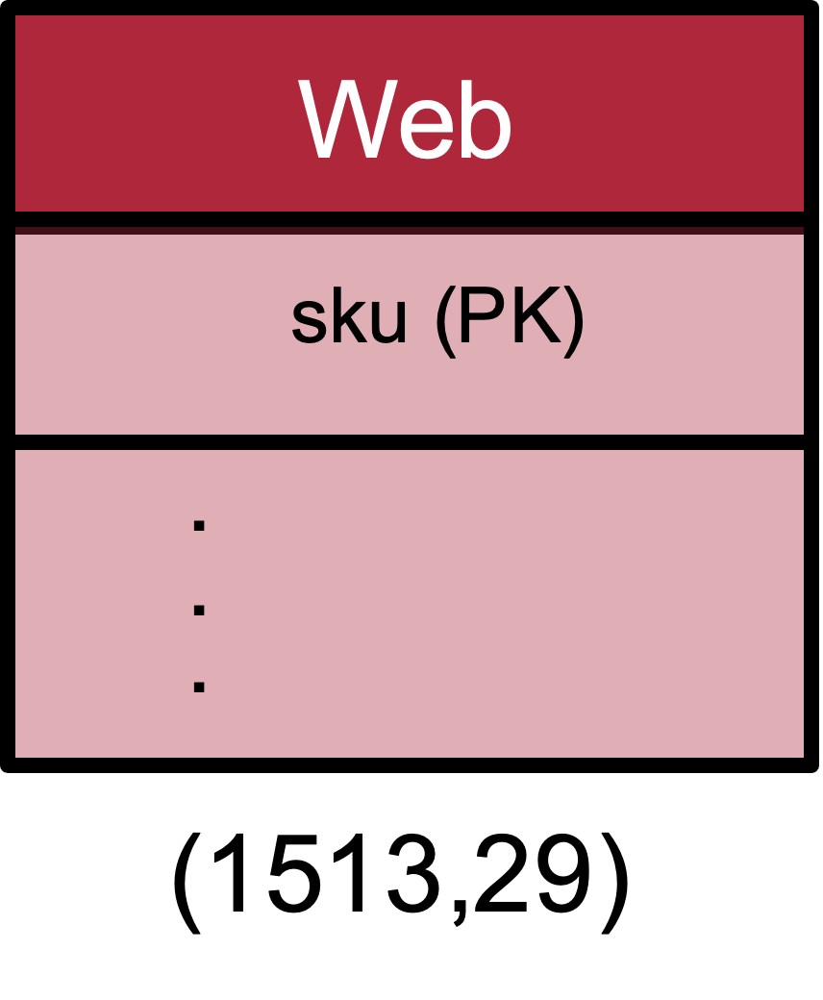 Web
sku (PK)
.
.
.
(1513,29)